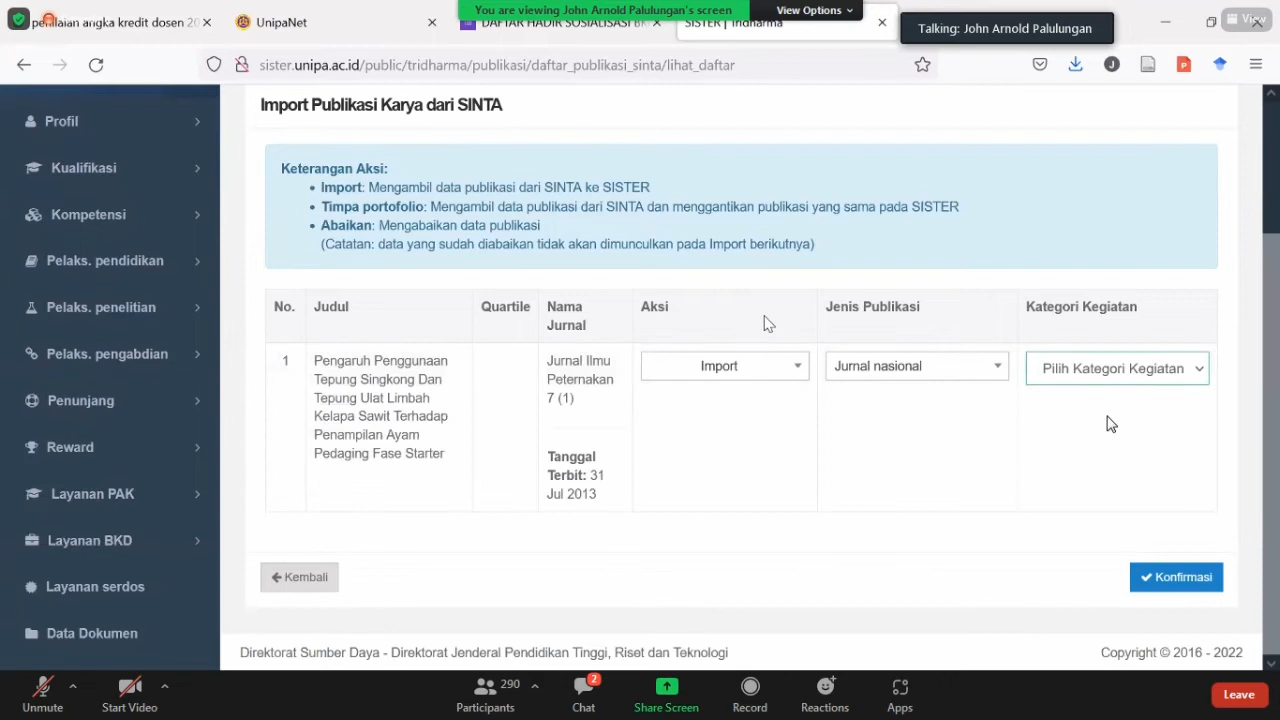 penilaian angka kredit dosen 20
UnipaNet
DAFTAR HADIR SOSIALISASI BK
SISTER | Tridharma
You are viewing John Arnold Palulungan's screen
View Options
Talking: John Arnold Palulungan
View
sister.unipa.ac.id/public/tridharma/publikasi/daftar_publikasi_sinta/lihat_daftar
Profil
Kualifikasi
Kompetensi
Pelaks. pendidikan
Pelaks. penelitian
Pelaks. pengabdian
Penunjang
Reward
Layanan PAK
Layanan BKD
Layanan serdos
Data Dokumen
Import Publikasi Karya dari SINTA
Keterangan Aksi:
Import: Mengambil data publikasi dari SINTA ke SISTER
Timpa portofolio: Mengambil data publikasi dari SINTA dan menggantikan publikasi yang sama pada SISTER
Abaikan: Mengabaikan data publikasi
(Catatan: data yang sudah diabaikan tidak akan dimunculkan pada Import berikutnya)
No. Judul Quartile Nama Jurnal Aksi Jenis Publikasi Kategori Kegiatan
1
Pengaruh Penggunaan
Tepung Singkong Dan
Tepung Ulat Limbah
Kelapa Sawit Terhadap
Penampilan Ayam
Pedaging Fase Starter
Jurnal Ilmu
Peternakan
7 (1)
Tanggal
Terbit: 31
Jul 2013
Import
Jurnal nasional
Pilih Kategori Kegiatan
Kembali
Konfirmasi
Direktorat Sumber Daya - Direktorat Jenderal Pendidikan Tinggi, Riset dan Teknologi
Copyright © 2016 - 2022
Unmute
Start Video
290
Participants
2
Chat
Share Screen
Record
Reactions
Apps
Leave